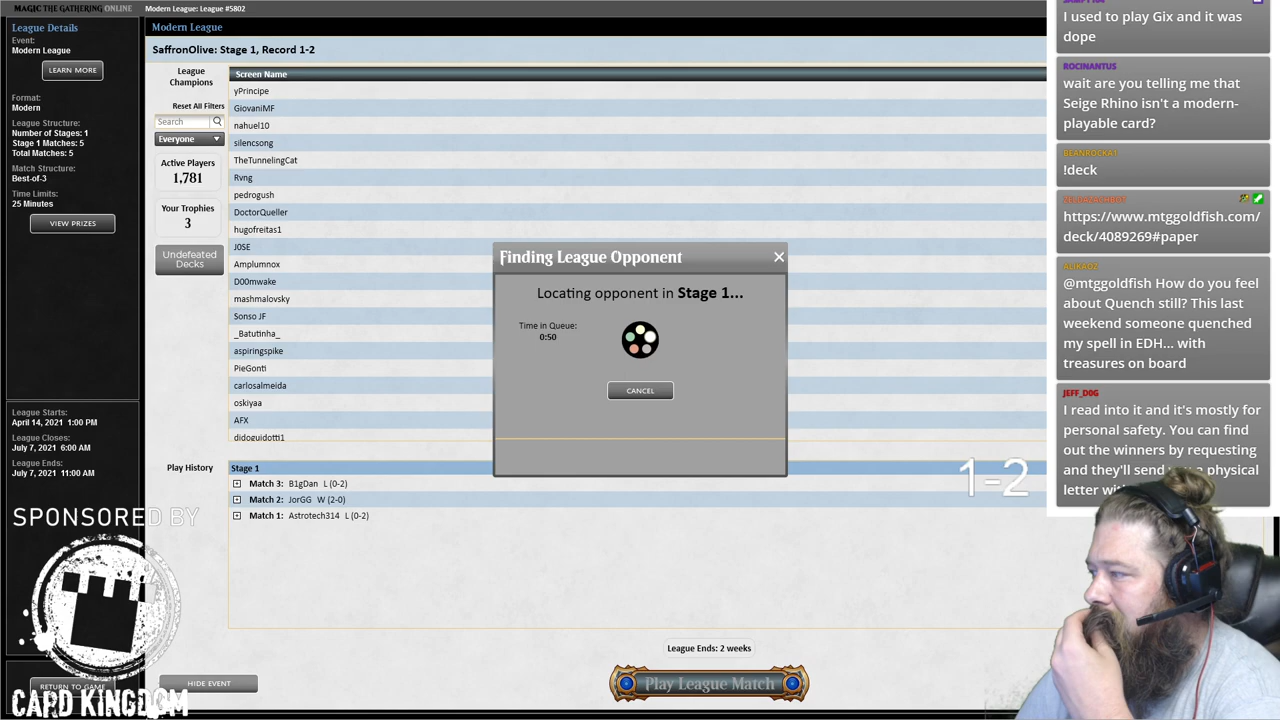 MAGIC THE GATHERING ONLINE
Modern League: League #5802
League Details
Event:
Modern League
LEARN MORE
Format:
Modern
League Structure:
Number of Stages: 1
Stage 1 Matches: 5
Total Matches: 5
Match Structure:
Best-of-3
Time Limits:
25 Minutes
VIEW PRIZES
League Starts:
April 14, 2021 1:00 PM
League Closes:
July 7, 2021 6:00 AM
League Ends:
July 7, 2021 11:00 AM
SPONSORED BY
RETURN TO GAME
CARD KINGDOM
Modern League
SaffronOlive: Stage 1, Record 1-2
League
Champions
Reset All Filters
Search
Everyone
Active Players
1,781
Your Trophies
3
Undefeated
Decks
Screen Name
yPrincipe
GiovaniMF
nahuel10
silencsong
TheTunnelingCat
Rvng
pedrogush
DoctorQueller
hugofreitas1
J0SE
Amplumnox
D00mwake
mashmalovsky
Sonso JF
_Batutinha_
aspiringspike
PieGonti
carlosalmeida
oskiyaa
AFX
didoguidotti1
Finding League Opponent
Locating opponent in Stage 1...
Time in Queue:
0:50
CANCEL
Play History
Stage 1
Match 3: B1gDan L (0-2)
Match 2: JorGG W (2-0)
Match 1: Astrotech314 L (0-2)
1-2
League Ends: 2 weeks
HIDE EVENT
Play League Match
I used to play Gix and it was
dope
ROCINANTUS
wait are you telling me that
Seige Rhino isn't a modern-
playable card?
BEANROCKA1
!deck
https://www.mtggoldfish.com/
deck/4089269#paper
@mtggoldfish How do you feel
about Quench still? This last
weekend someone quenched
my spell in EDH... with
treasures on board
JEFF_D0G
I read into it and it's mostly for
personal safety. You can find
out the winners by requesting
and they'll send a physical
letter